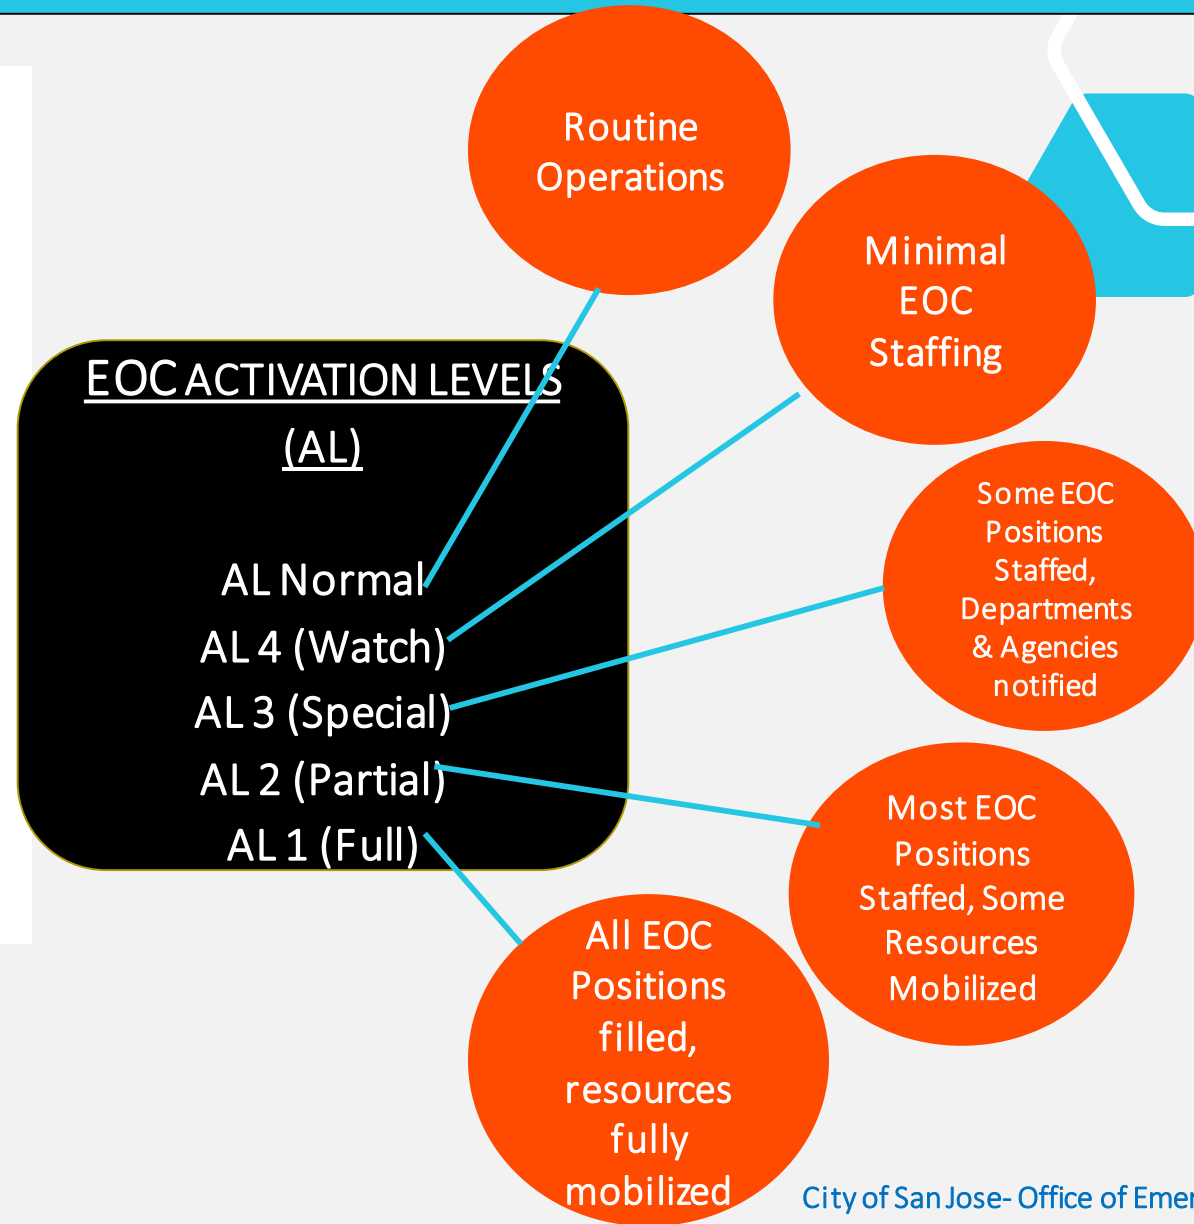 Routine
Operations
Minimal
EOC
Staffing
EOC ACTIVATION LEVELS
(AL)
AL Normal
AL 4 (Watch)
AL 3 (Special)
AL 2 (Partial)
AL 1 (Full)
Some EOC
Positions
Staffed,
Departments
& Agencies
notified
Most EOC
Positions
Staffed, Some
Resources
Mobilized
All EOC
Positions
filled,
resources
fully
mobilized
City of San Jose- Office of Emer